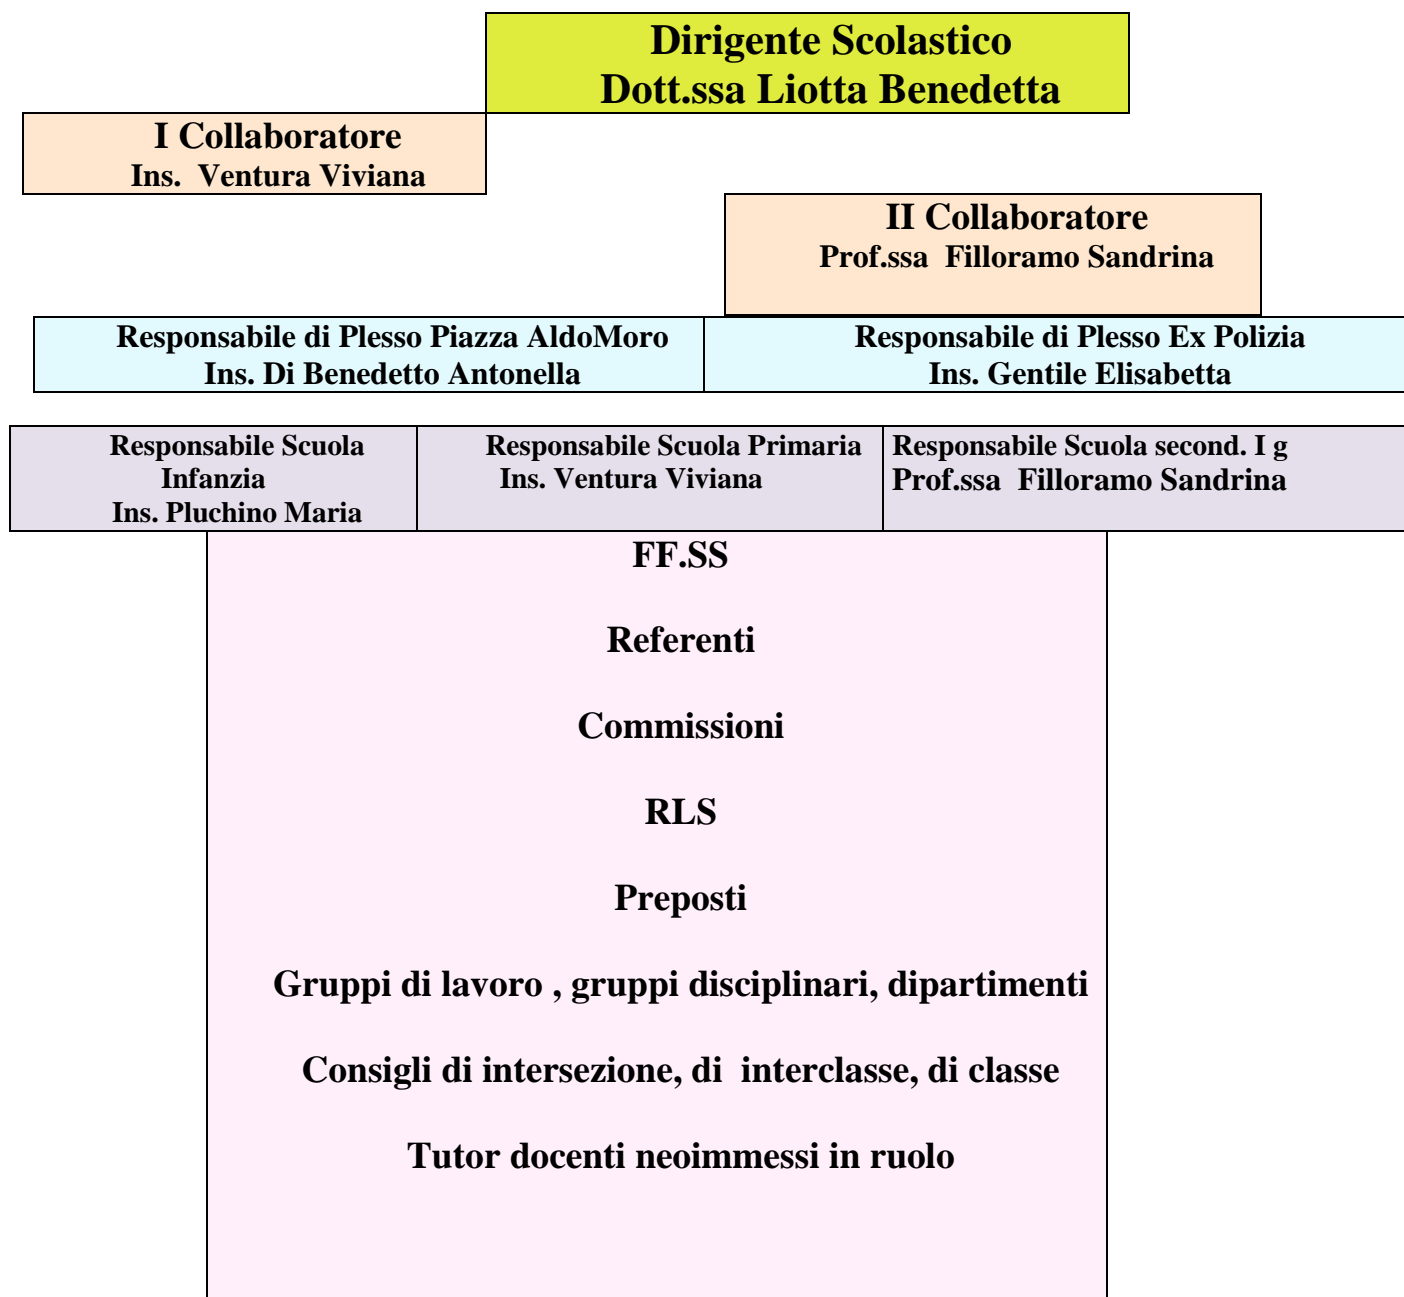 Dirigente Scolastico
Dott.ssa Liotta Benedetta
I Collaboratore
Ins. Ventura Viviana
II Collaboratore
Prof.ssa Filloramo Sandrina
Responsabile di Plesso Piazza AldoMoro
Ins. Di Benedetto Antonella
Responsabile di Plesso Ex Polizia
Ins. Gentile Elisabetta
Responsabile Scuola
Infanzia
Ins. Pluchino Maria
Responsabile Scuola Primaria
Ins. Ventura Viviana
Responsabile Scuola second. I g
Prof.ssa Filloramo Sandrina
FF.SS
Referenti
Commissioni
RLS
Preposti
Gruppi di lavoro , gruppi disciplinari, dipartimenti
Consigli di intersezione, di interclasse, di classe
Tutor docenti neoimmessi in ruolo